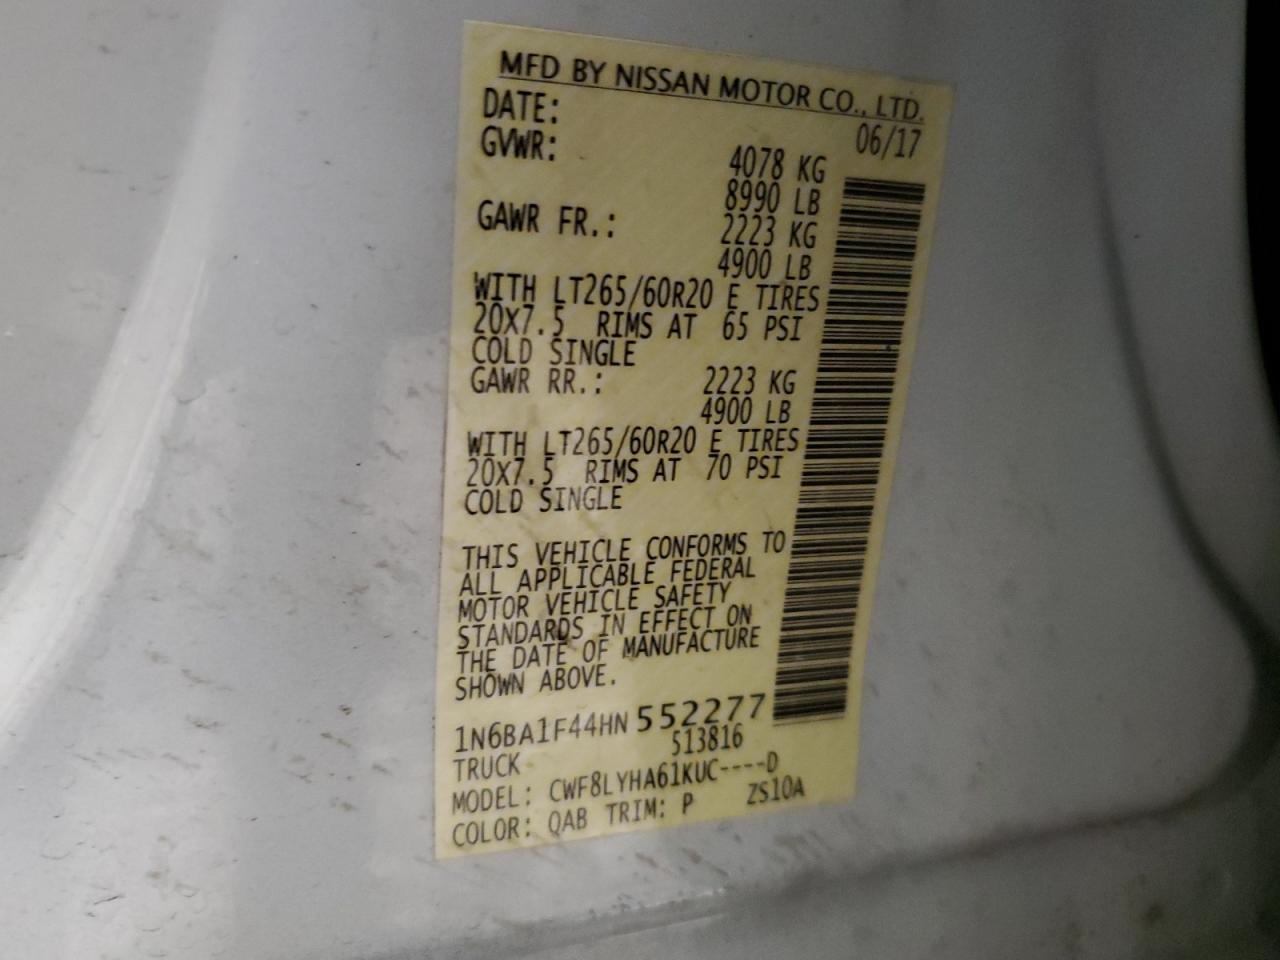 MFD BY NISSAN MOTOR CO., LTD.
DATE: 06/17
GVWR: 4078 KG
8990 LB
GAWR FR.: 2223 KG
4900 LB
WITH LT265/60R20 E TIRES
20X7.5 RIMS AT 65 PSI
COLD SINGLE
GAWR RR.: 2223 KG
4900 LB
WITH LT265/60R20 E TIRES
20X7.5 RIMS AT 70 PSI
COLD SINGLE
THIS VEHICLE CONFORMS TO
ALL APPLICABLE FEDERAL
MOTOR VEHICLE SAFETY
STANDARDS IN EFFECT ON
THE DATE OF MANUFACTURE
SHOWN ABOVE.
1N6BA1F44HN552277
TRUCK 513816
MODEL: CWF8LYHA61KUC----D
COLOR: QAB TRIM: P ZS10A